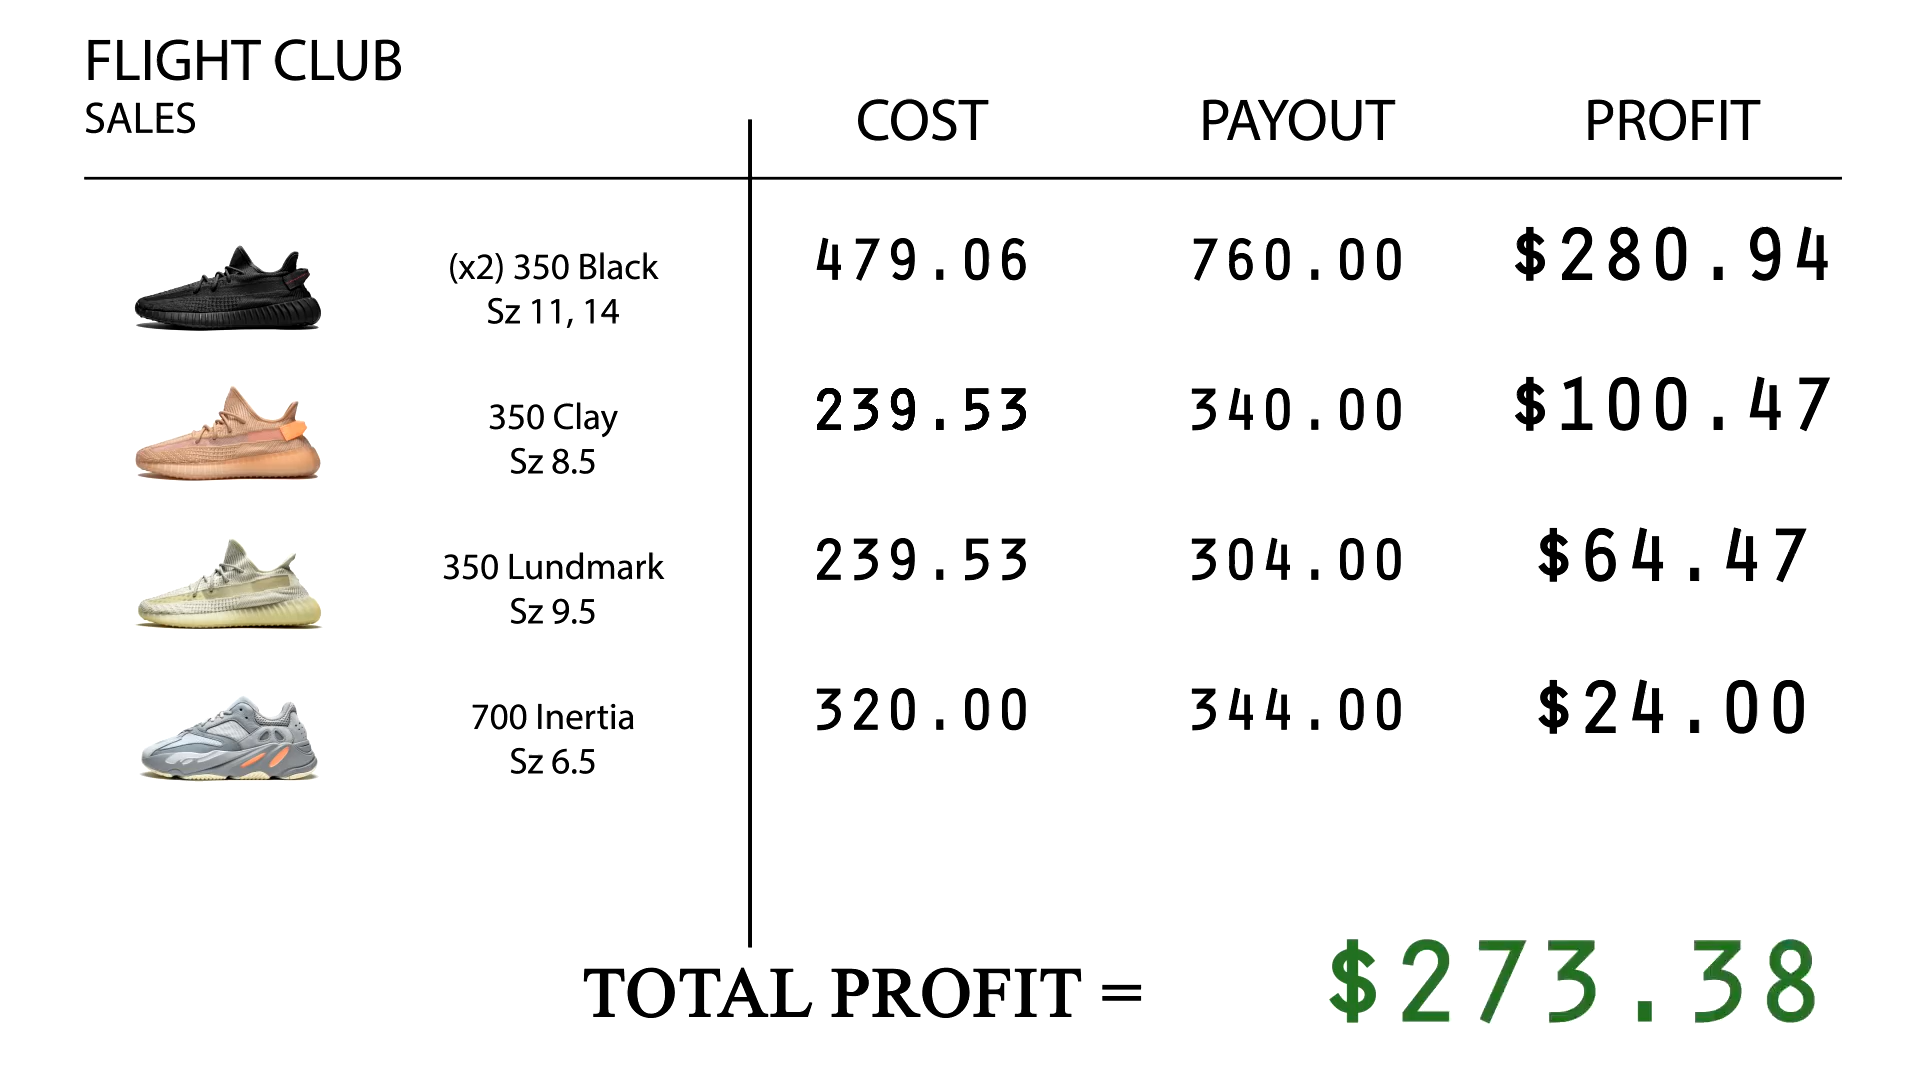 FLIGHT CLUB
SALES
COST PAYOUT PROFIT
(x2) 350 Black
Sz 11, 14
479.06 760.00 $280.94
350 Clay
Sz 8.5
239.53 340.00 $100.47
350 Lundmark
Sz 9.5
239.53 304.00 $64.47
700 Inertia
Sz 6.5
320.00 344.00 $24.00
TOTAL PROFIT = $273.38